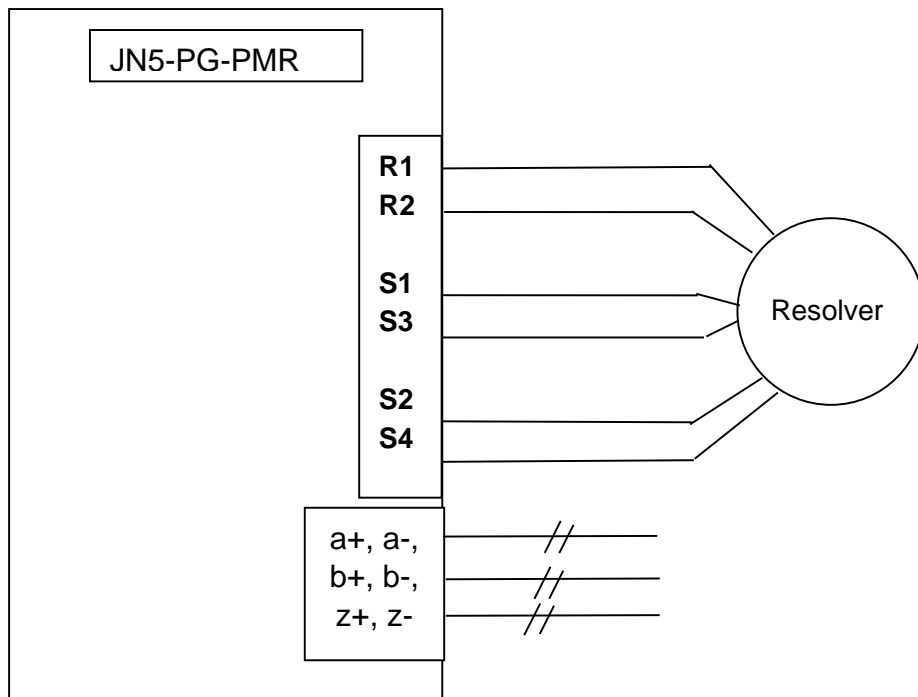 JN5-PG-PMR
R1
R2
S1
S3
Resolver
S2
S4
a+, a-,
b+, b-,
z+, z-